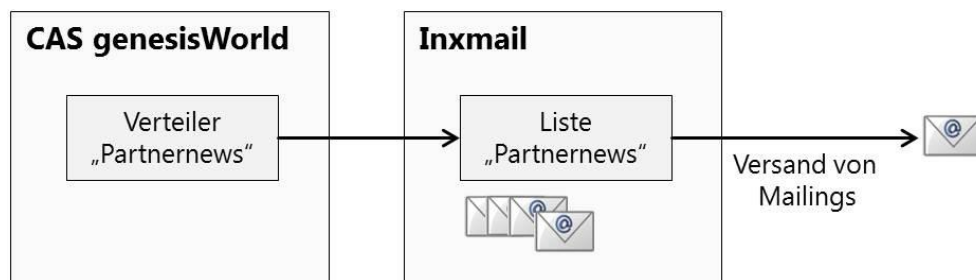 CAS genesisWorld
Verteiler
„Partnernews“
Inxmail
Liste
„Partnernews“
Versand von
Mailings
@
@
@